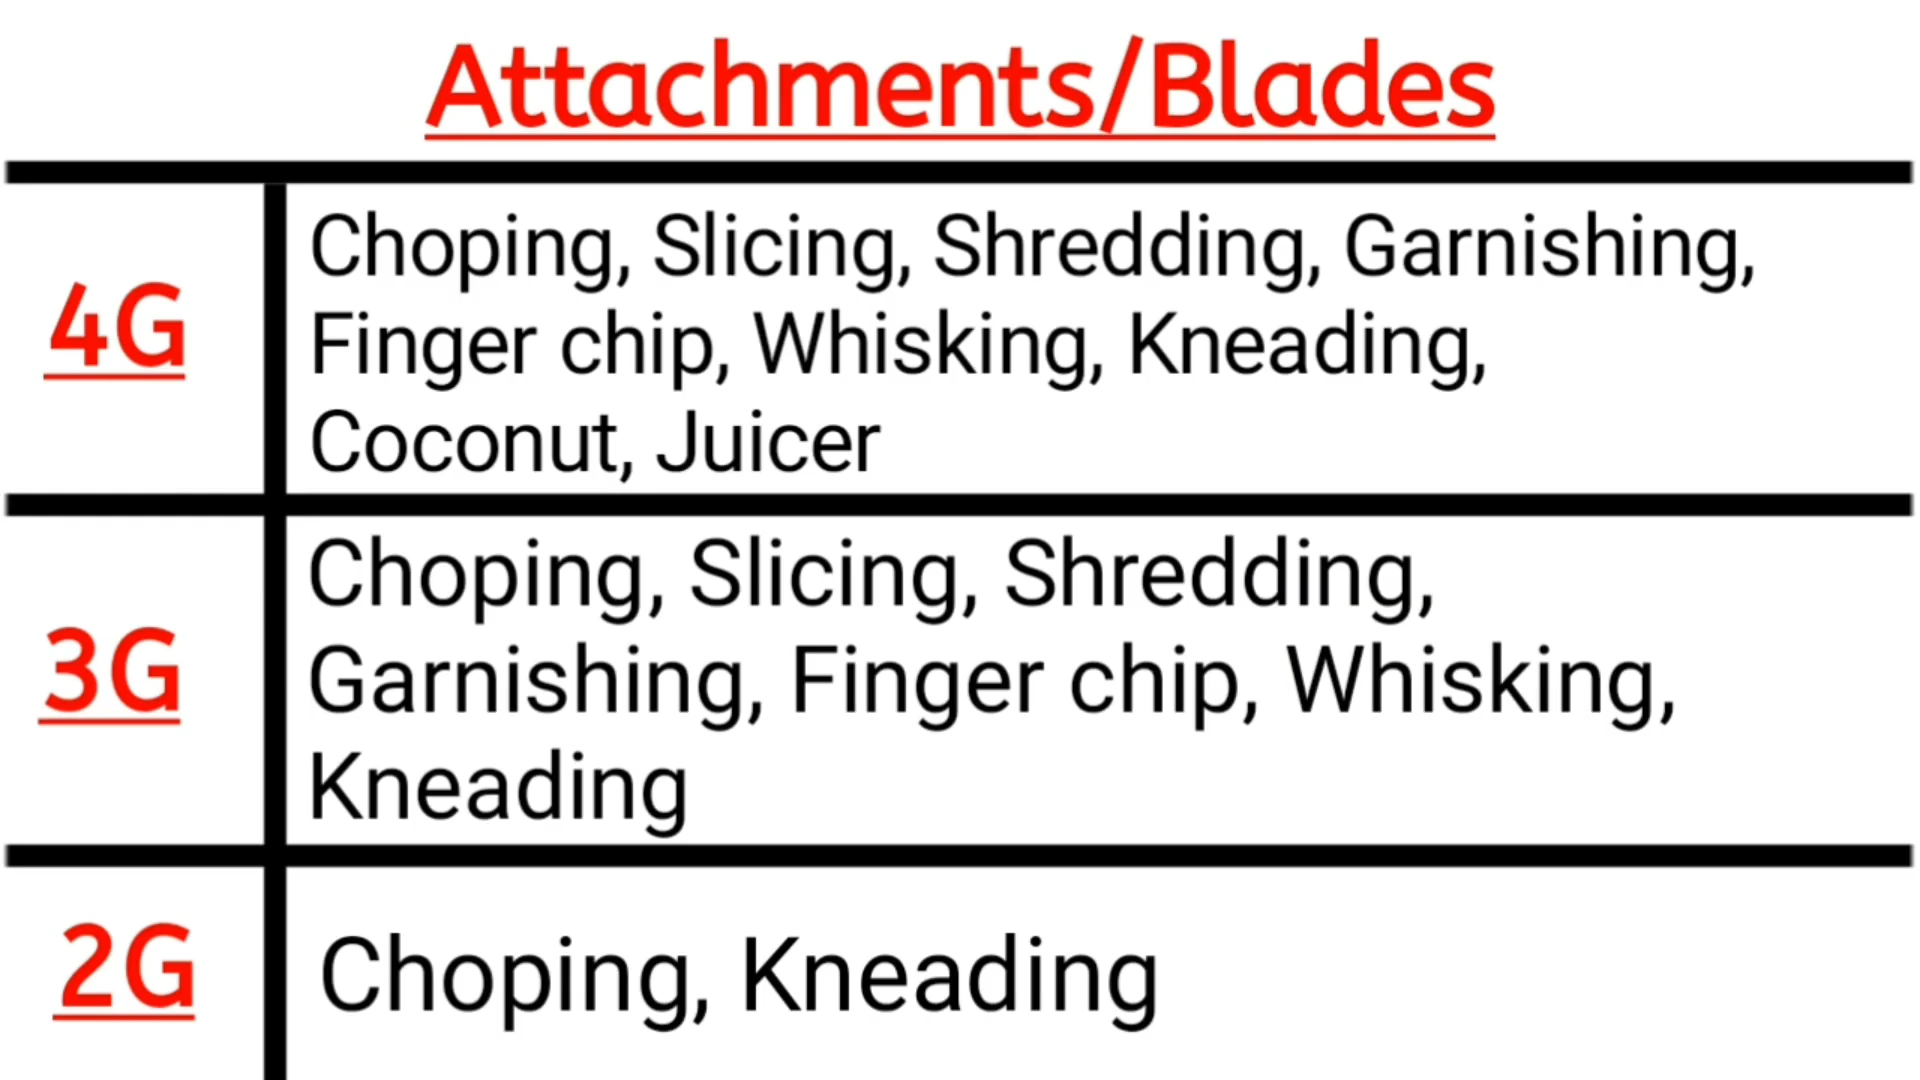 Attachments/Blades
4G
Choping, Slicing, Shredding, Garnishing,
Finger chip, Whisking, Kneading,
Coconut, Juicer
3G
Choping, Slicing, Shredding,
Garnishing, Finger chip, Whisking,
Kneading
2G
Choping, Kneading